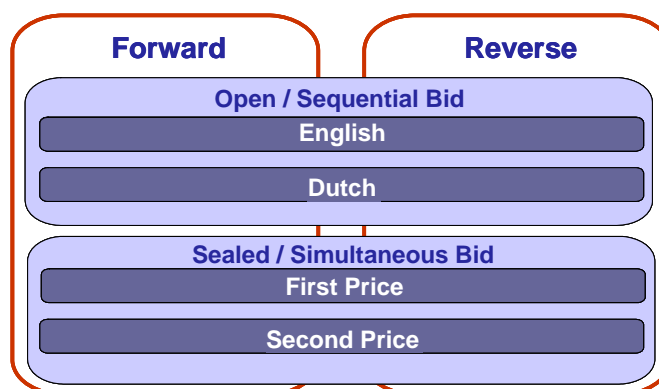 Forward
Reverse
Open / Sequential Bid
English
Dutch
Sealed / Simultaneous Bid
First Price
Second Price